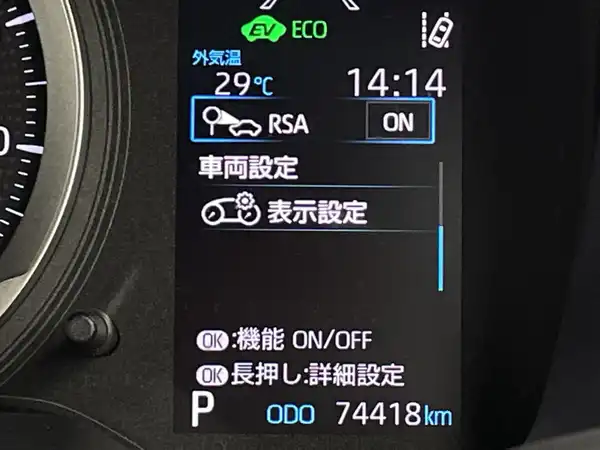 EV ECO
外気温
29℃ 14:14
RSA ON
車両設定
表示設定
OK:機能 ON/OFF
OK長押し:詳細設定
P ODO 74418km
0